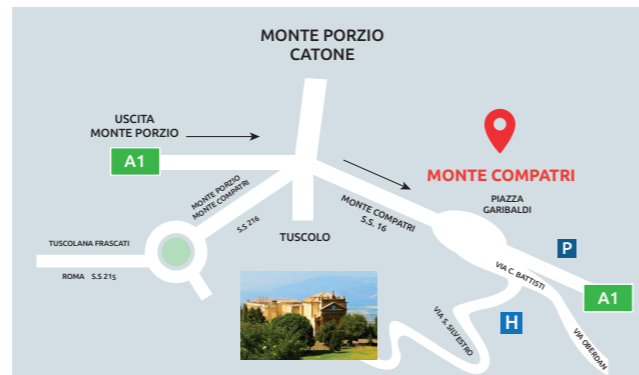 MONTE PORZIO
CATONE
USCITA
MONTE PORZIO
A1
MONTE COMPATRI
PIAZZA
GARIBALDI
MONTE PORZIO
MONTE COMPATRI
S.S 216
MONTE COMPATRI
S.S. 16
TUSCOLO
TUSCOLANA FRASCATI
ROMA S.S 215
P
VIA C. BATTISTI
A1
H
VIA S. SILVESTRO
VIA OBERDAN